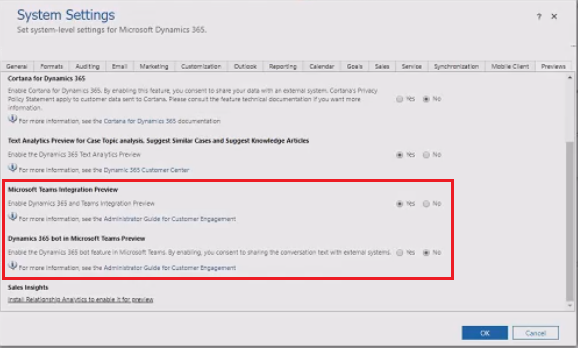 System Settings
? ×
Set system-level settings for Microsoft Dynamics 365.
General Formats Auditing Email Marketing Customization Outlook Reporting Calendar Goals Sales Service Synchronization Mobile Client Previews
Cortana for Dynamics 365
Enable Cortana for Dynamics 365. By enabling this feature, you consent to share your data with an external system. Cortana's Privacy
Policy Statement apply to customer data sent to Cortana. Please consult the feature technical documentation if you want more
information.
Yes No
For more information, see the Cortana for Dynamics 365 documentation
Text Analytics Preview for Case Topic analysis, Suggest Similar Cases and Suggest Knowledge Articles
Enable the Dynamics 365 Text Analytics Preview Yes No
For more information, see the Dynamic 365 Customer Center
Microsoft Teams Integration Preview
Enable Dynamics 365 and Teams Integration Preview Yes No
For more information, see the Administrator Guide for Customer Engagement
Dynamics 365 bot in Microsoft Teams Preview
Enable the Dynamics 365 bot feature in Microsoft Teams. By enabling, you consent to sharing the conversation text with external systems. Yes No
For more information, see the Administrator Guide for Customer Engagement
Sales Insights
Install Relationship Analytics to enable it for preview
OK Cancel